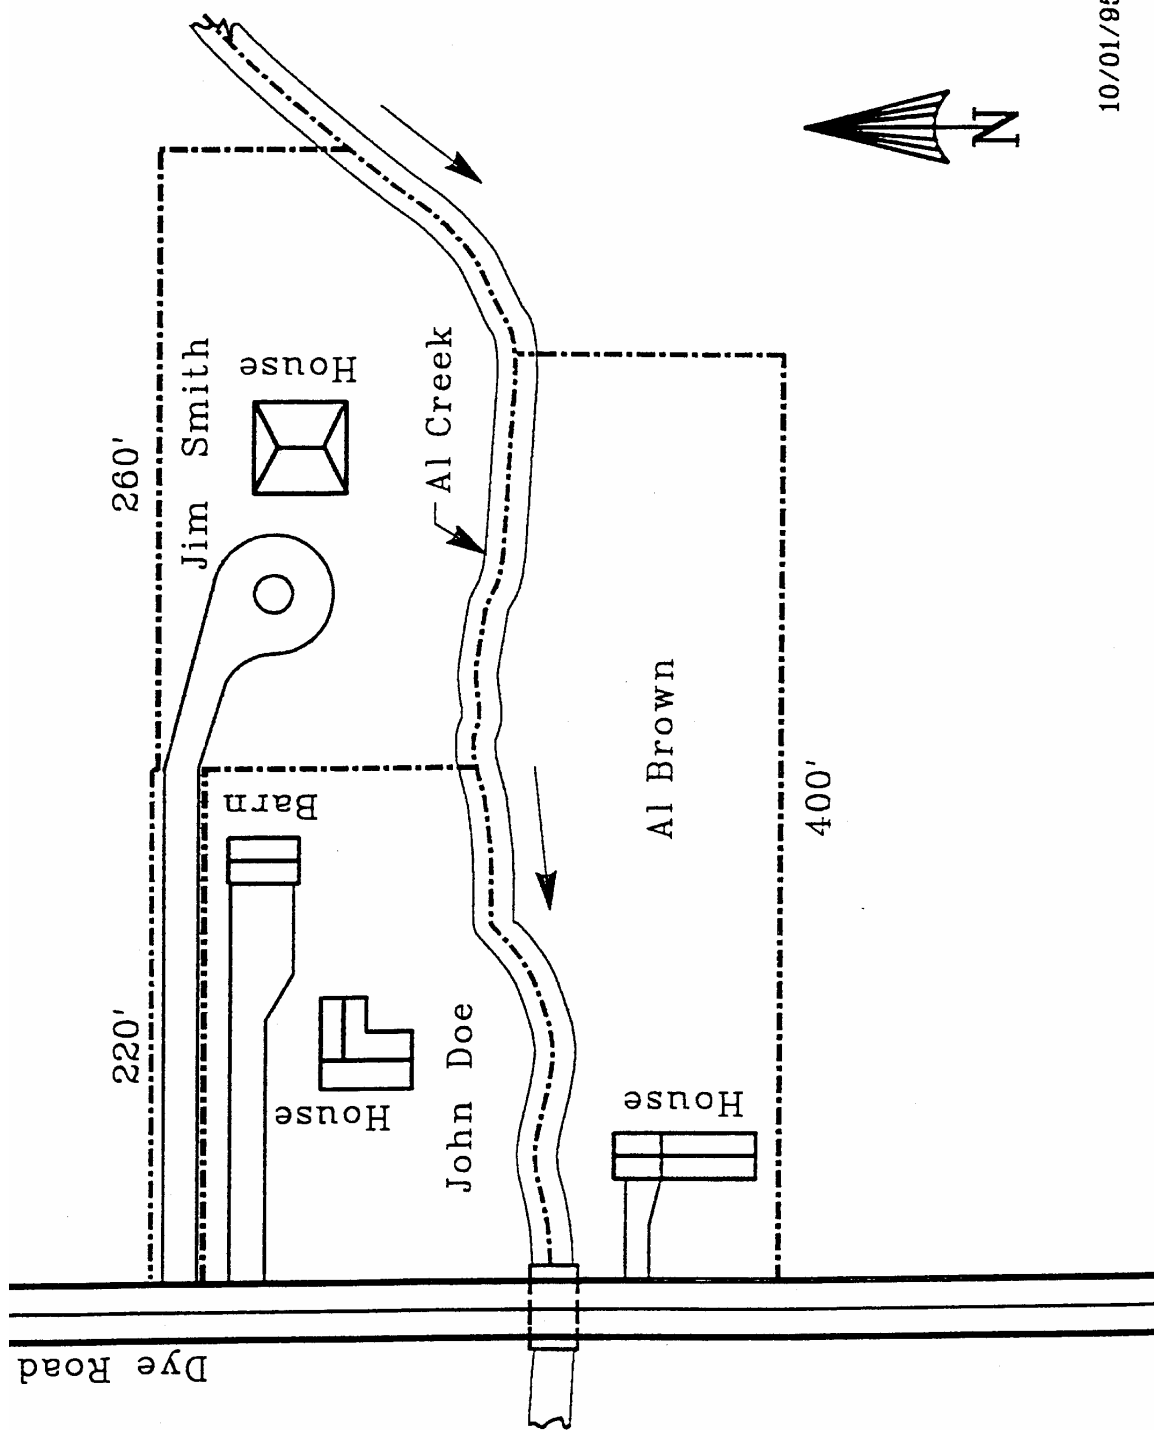 10/01/95
N
260'
Jim Smith
House
Al Creek
220'
Barn
House
John Doe
Al Brown
400'
House
Dye Road